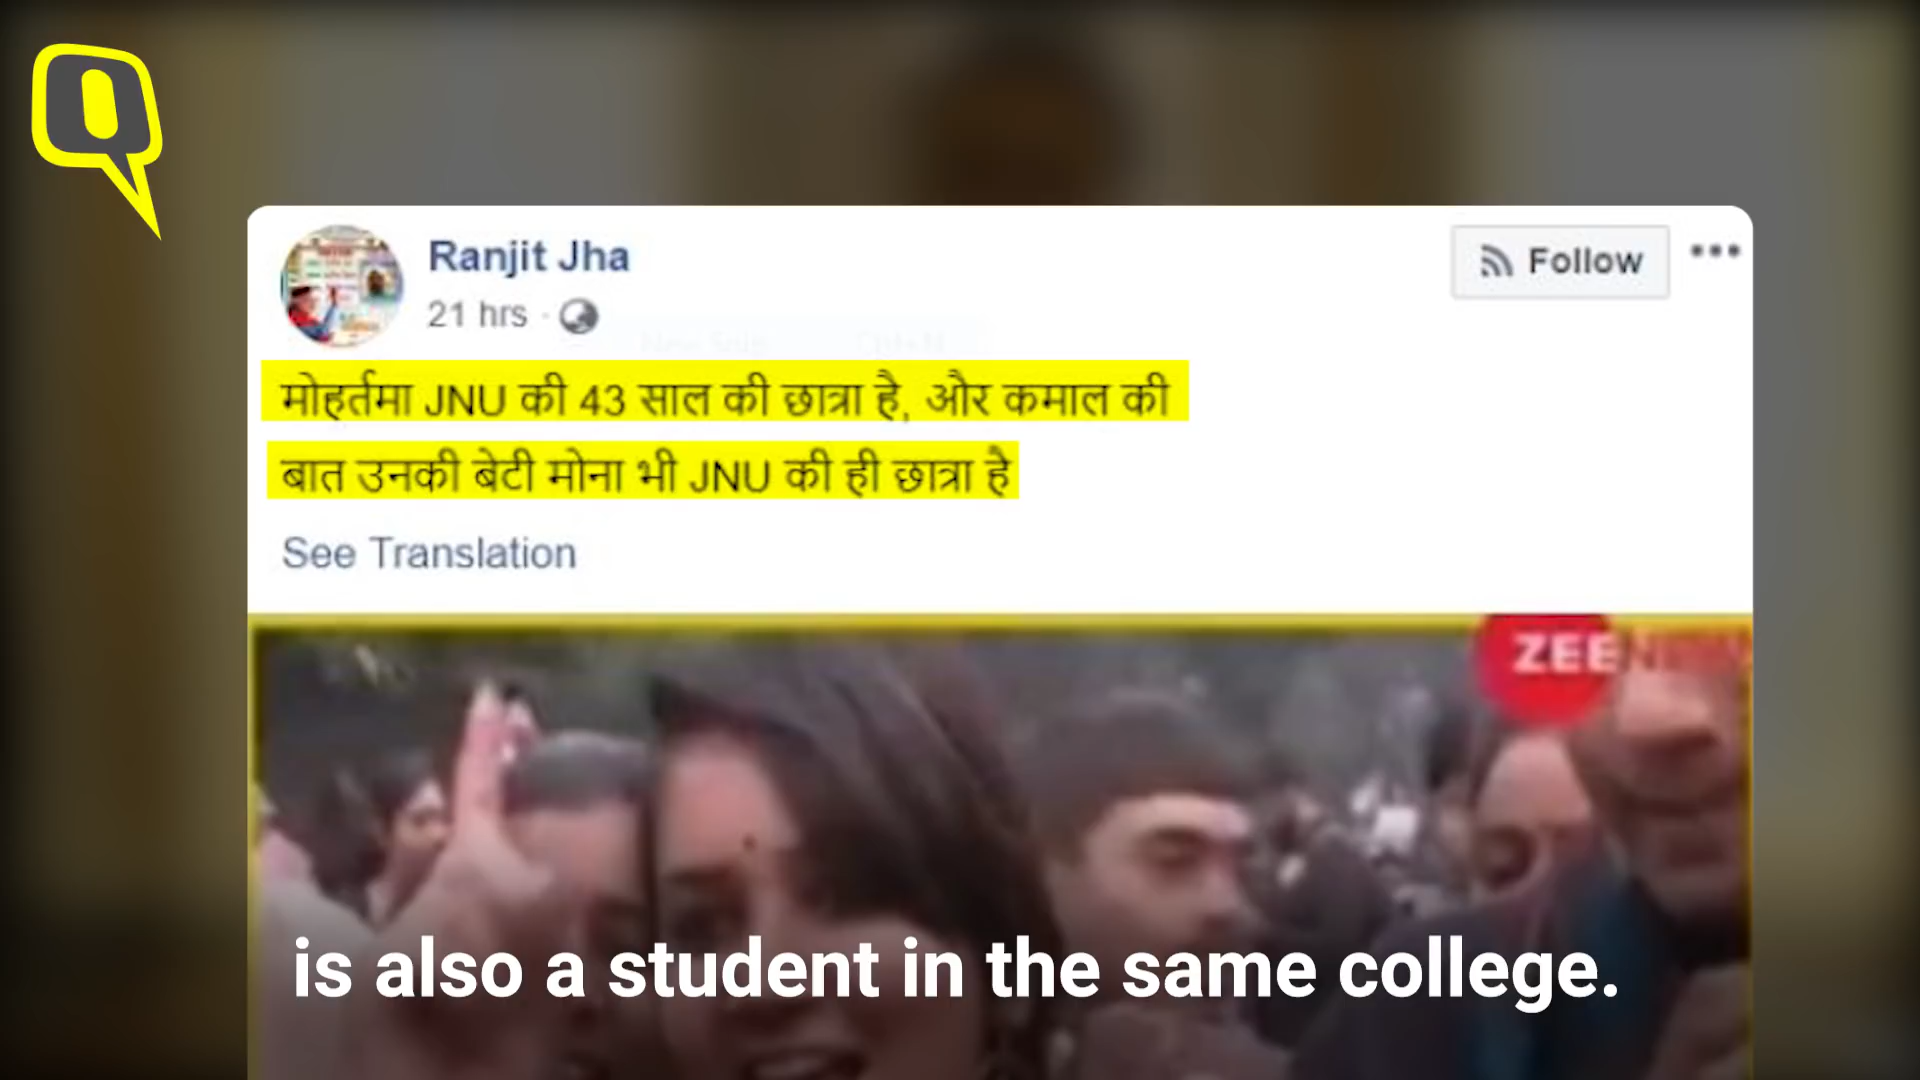 Ranjit Jha
Follow
21 hrs
मोहर्तमा JNU की 43 साल की छात्रा है, और कमाल की
बात उनकी बेटी मोना भी JNU की ही छात्रा है
See Translation
ZEE
is also a student in the same college.